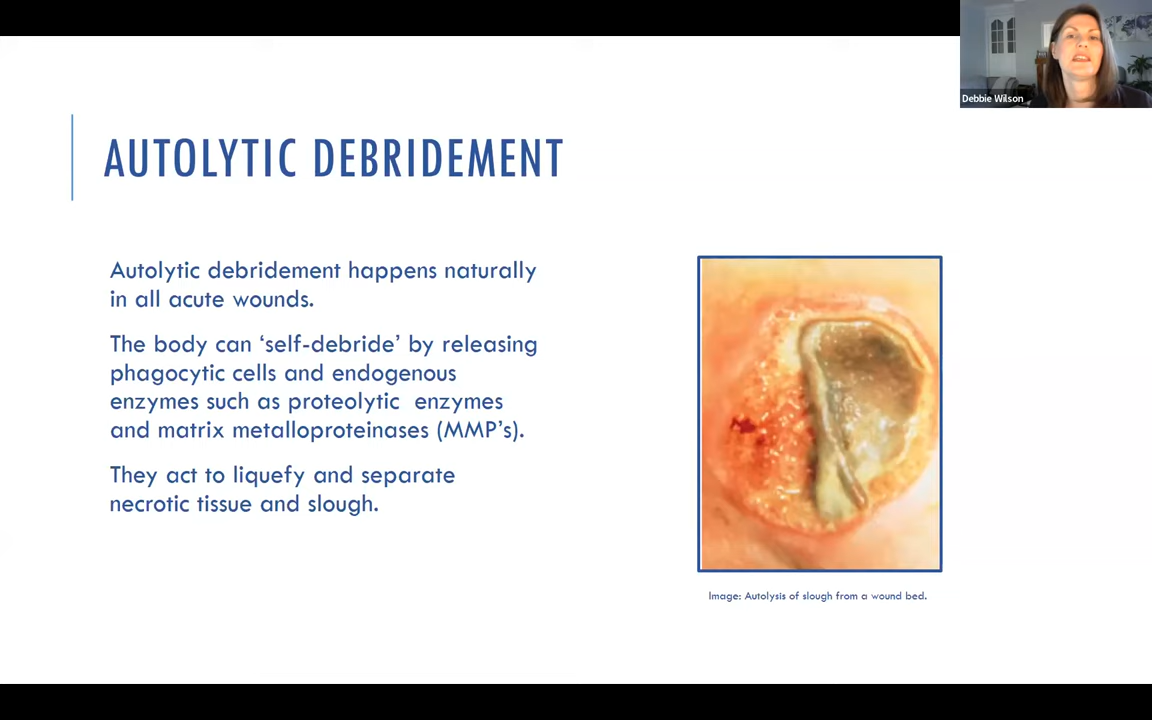 Debbie Wilson
AUTOLYTIC DEBRIDEMENT
Autolytic debridement happens naturally
in all acute wounds.
The body can ‘self-debride’ by releasing
phagocytic cells and endogenous
enzymes such as proteolytic  enzymes
and matrix metalloproteinases (MMP’s).
They act to liquefy and separate
necrotic tissue and slough.
Image: Autolysis of slough from a wound bed.